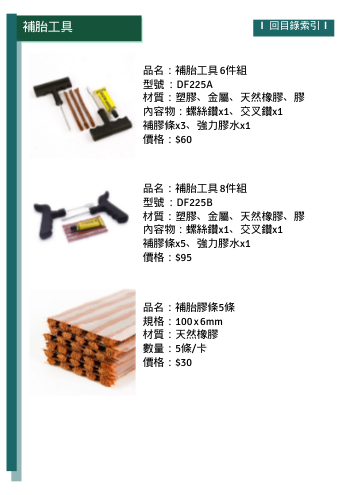 補胎工具
I 回目錄索引 I
品名：補胎工具6件組
型號：DF225A
材質：塑膠、金屬、天然橡膠、膠
內容物：螺絲鑽x1、交叉鑽x1
補膠條x3、強力膠水x1
價格：$60
品名：補胎工具8件組
型號：DF225B
材質：塑膠、金屬、天然橡膠、膠
內容物：螺絲鑽x1、交叉鑽x1
補膠條x5、強力膠水x1
價格：$95
品名：補胎膠條5條
規格：100x6mm
材質：天然橡膠
數量：5條/卡
價格：$30